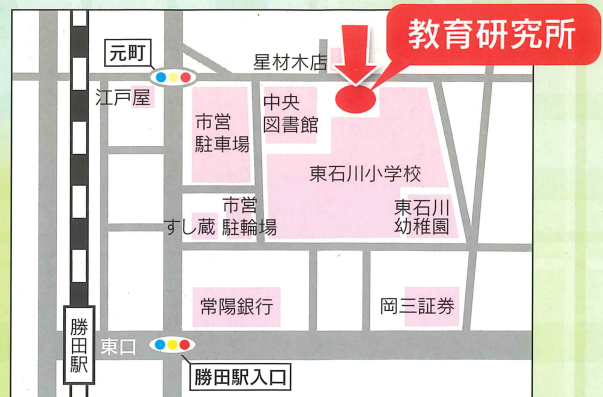 教育研究所
元町
星材木店
江戸屋
市営
駐車場
中央
図書館
東石川小学校
市営
駐輪場
すし蔵
東石川
幼稚園
常陽銀行
岡三証券
勝田駅
東口
勝田駅入口